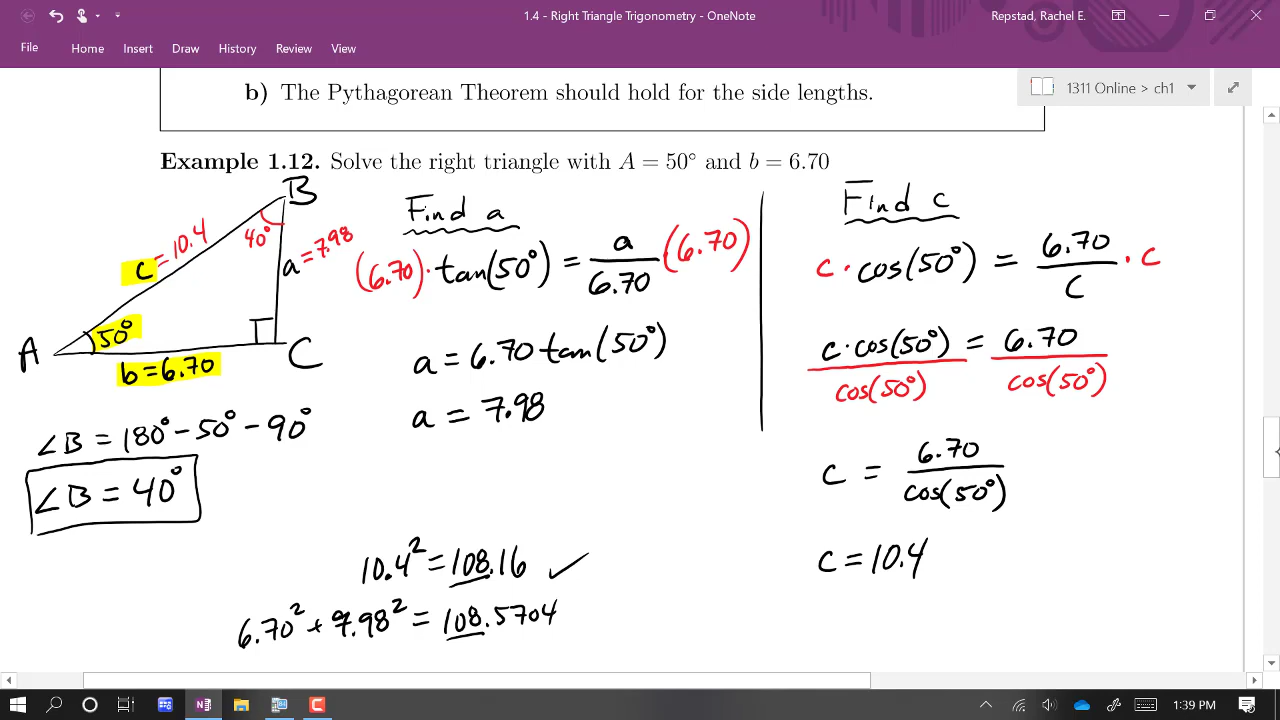 1.4 - Right Triangle Trigonometry - OneNote
Repstad, Rachel E.
File Home Insert Draw History Review View
1311 Online > ch1
b) The Pythagorean Theorem should hold for the side lengths.
Example 1.12. Solve the right triangle with A = 50° and b = 6.70
B
40°
c = 10.4
a = 7.98
50°
A
b = 6.70
C
∠B = 180° - 50° - 90°
∠B = 40°
Find a
(6.70) · tan(50°) = a/6.70 (6.70)
a = 6.70 tan(50°)
a = 7.98
Find c
c · cos(50°) = 6.70/c · c
c · cos(50°)/cos(50°) = 6.70/cos(50°)
c = 6.70/cos(50°)
c = 10.4
10.4² = 108.16 ✓
6.70² + 7.98² = 108.5704
1:39 PM